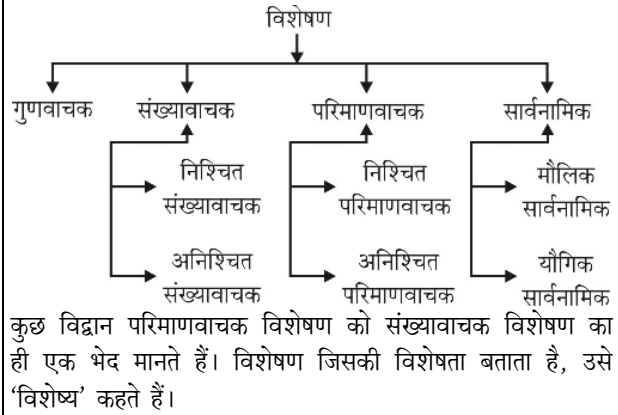 विशेषण
गुणवाचक संख्यावाचक परिमाणवाचक सार्वनामिक
निश्चित निश्चित मौलिक
संख्यावाचक परिमाणवाचक सार्वनामिक
अनिश्चित अनिश्चित यौगिक
संख्यावाचक परिमाणवाचक सार्वनामिक
कुछ विद्वान परिमाणवाचक विशेषण को संख्यावाचक विशेषण का
ही एक भेद मानते हैं। विशेषण जिसकी विशेषता बताता है, उसे
‘विशेष्य’ कहते हैं।